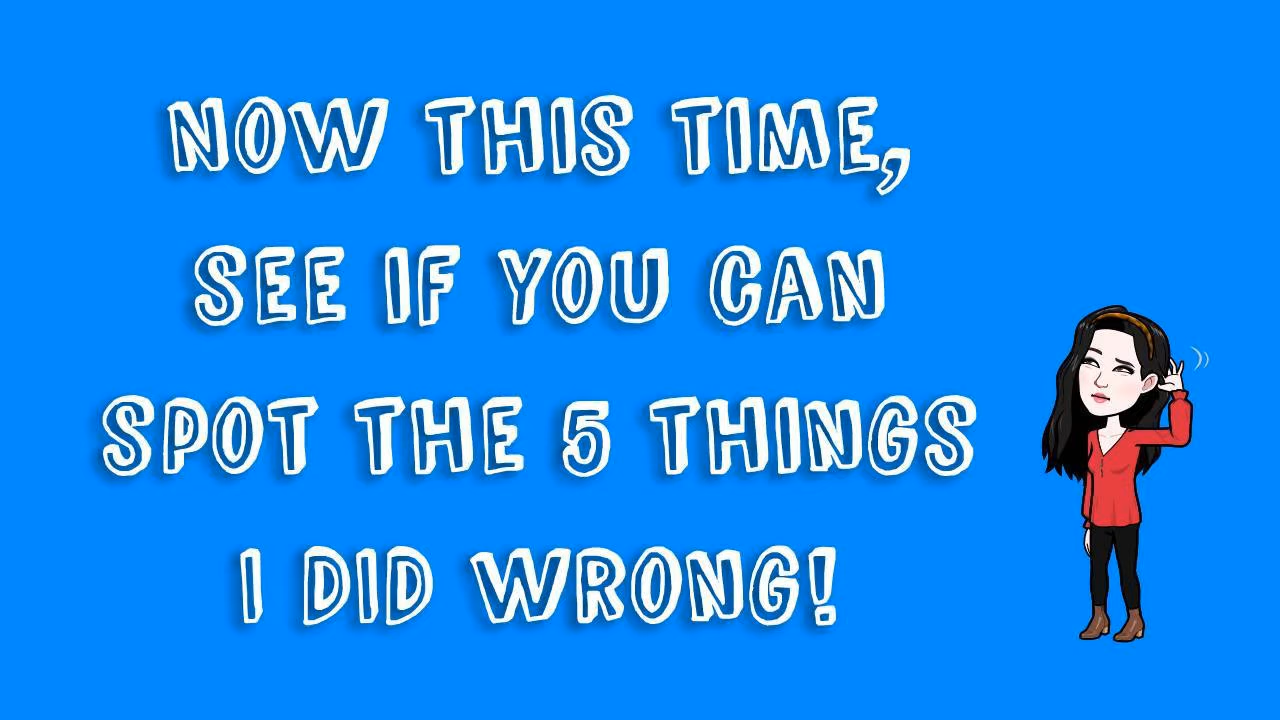 NOW THIS TIME,
SEE IF YOU CAN
SPOT THE 5 THINGS
I DID WRONG!